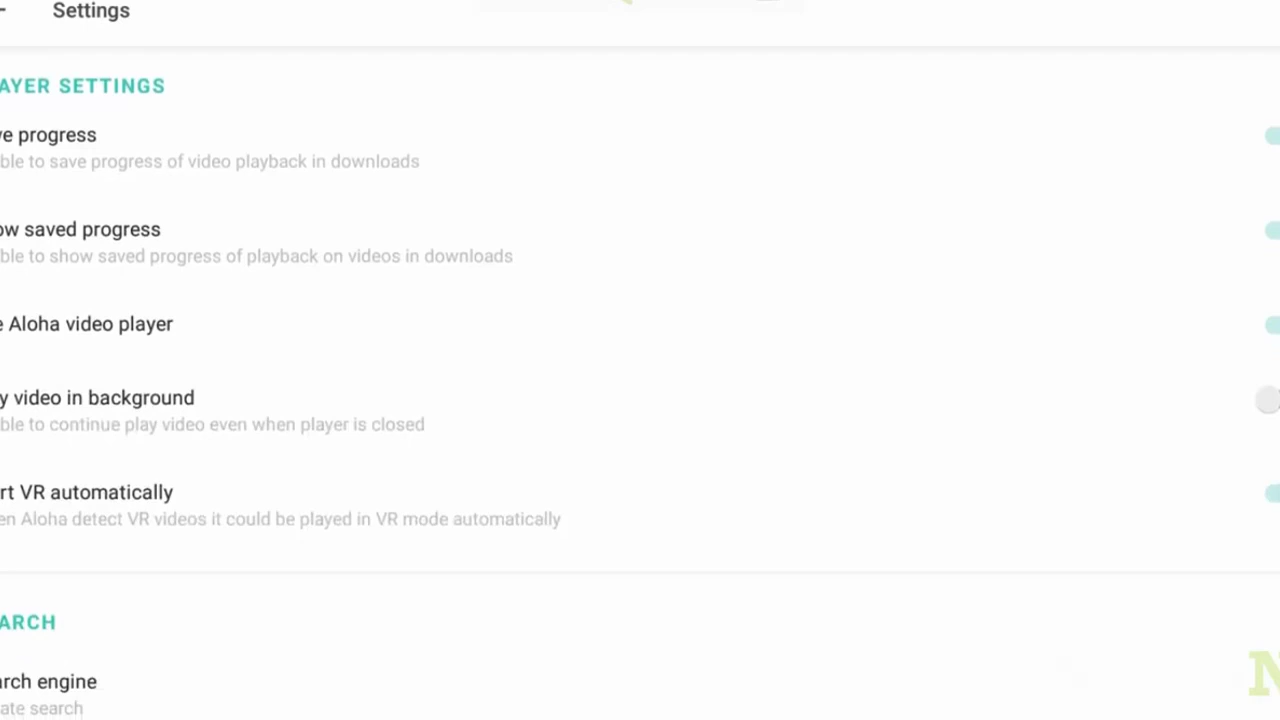 Settings
AYER SETTINGS
ve progress
ble to save progress of video playback in downloads
ow saved progress
ble to show saved progress of playback on videos in downloads
e Aloha video player
y video in background
ble to continue play video even when player is closed
rt VR automatically
en Aloha detect VR videos it could be played in VR mode automatically
ARCH
arch engine
ate search
N